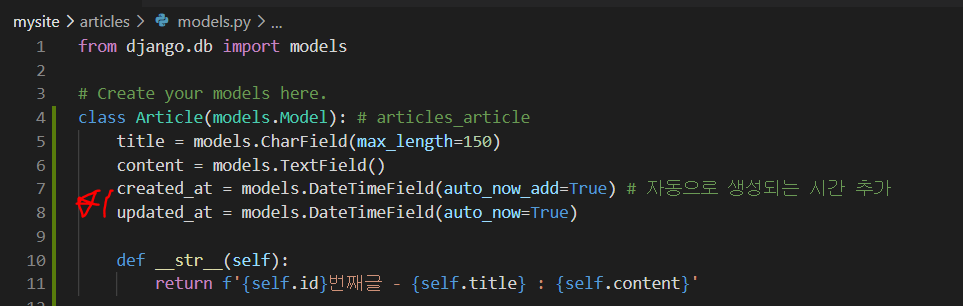 mysite > articles > models.py > ...
1 from django.db import models
2
3 # Create your models here.
4 class Article(models.Model): # articles_article
5 title = models.CharField(max_length=150)
6 content = models.TextField()
7 created_at = models.DateTimeField(auto_now_add=True) # 자동으로 생성되는 시간 추가
8 updated_at = models.DateTimeField(auto_now=True)
9
10 def __str__(self):
11 return f'{self.id}번째글 - {self.title} : {self.content}'